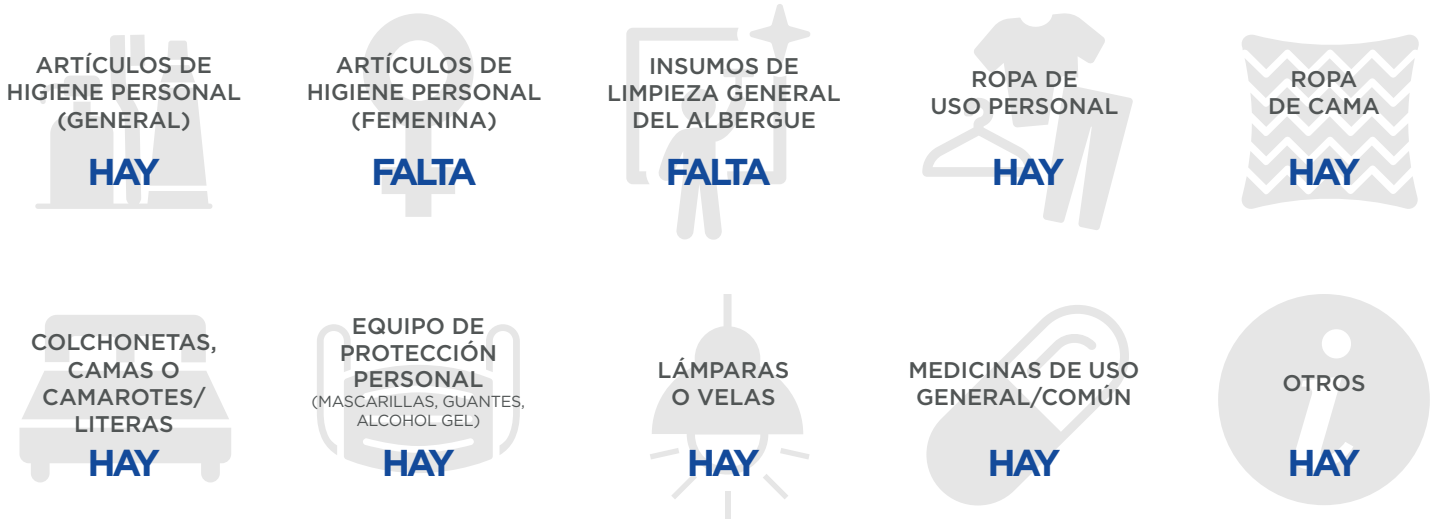 ARTÍCULOS DE
HIGIENE PERSONAL
(GENERAL)
HAY
ARTÍCULOS DE
HIGIENE PERSONAL
(FEMENINA)
FALTA
INSUMOS DE
LIMPIEZA GENERAL
DEL ALBERGUE
FALTA
ROPA DE
USO PERSONAL
HAY
ROPA
DE CAMA
HAY
COLCHONETAS,
CAMAS O
CAMAROTES/
LITERAS
HAY
EQUIPO DE
PROTECCIÓN
PERSONAL
(MASCARILLAS, GUANTES,
ALCOHOL GEL)
HAY
LÁMPARAS
O VELAS
HAY
MEDICINAS DE USO
GENERAL/COMÚN
HAY
OTROS
HAY